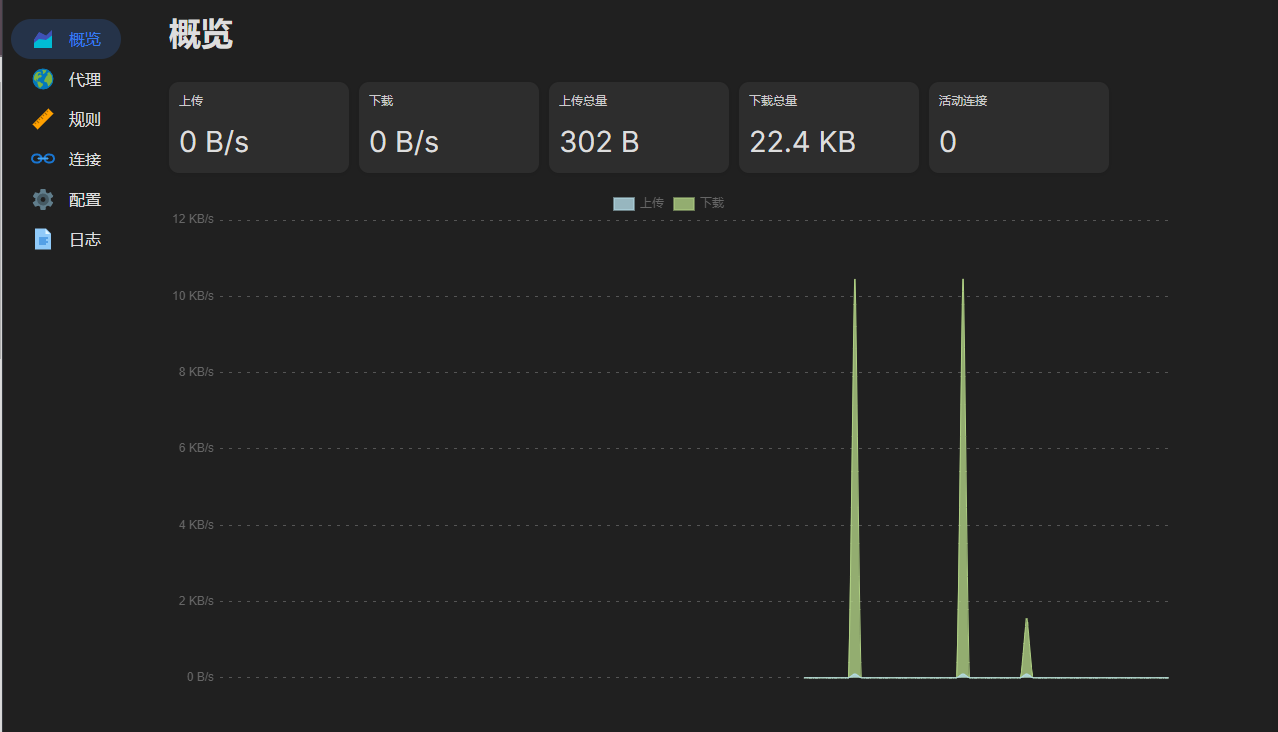 概览
代理
规则
连接
配置
日志
概览
上传
0 B/s
下载
0 B/s
上传总量
302 B
下载总量
22.4 KB
活动连接
0
上传 下载
12 KB/s
10 KB/s
8 KB/s
6 KB/s
4 KB/s
2 KB/s
0 B/s